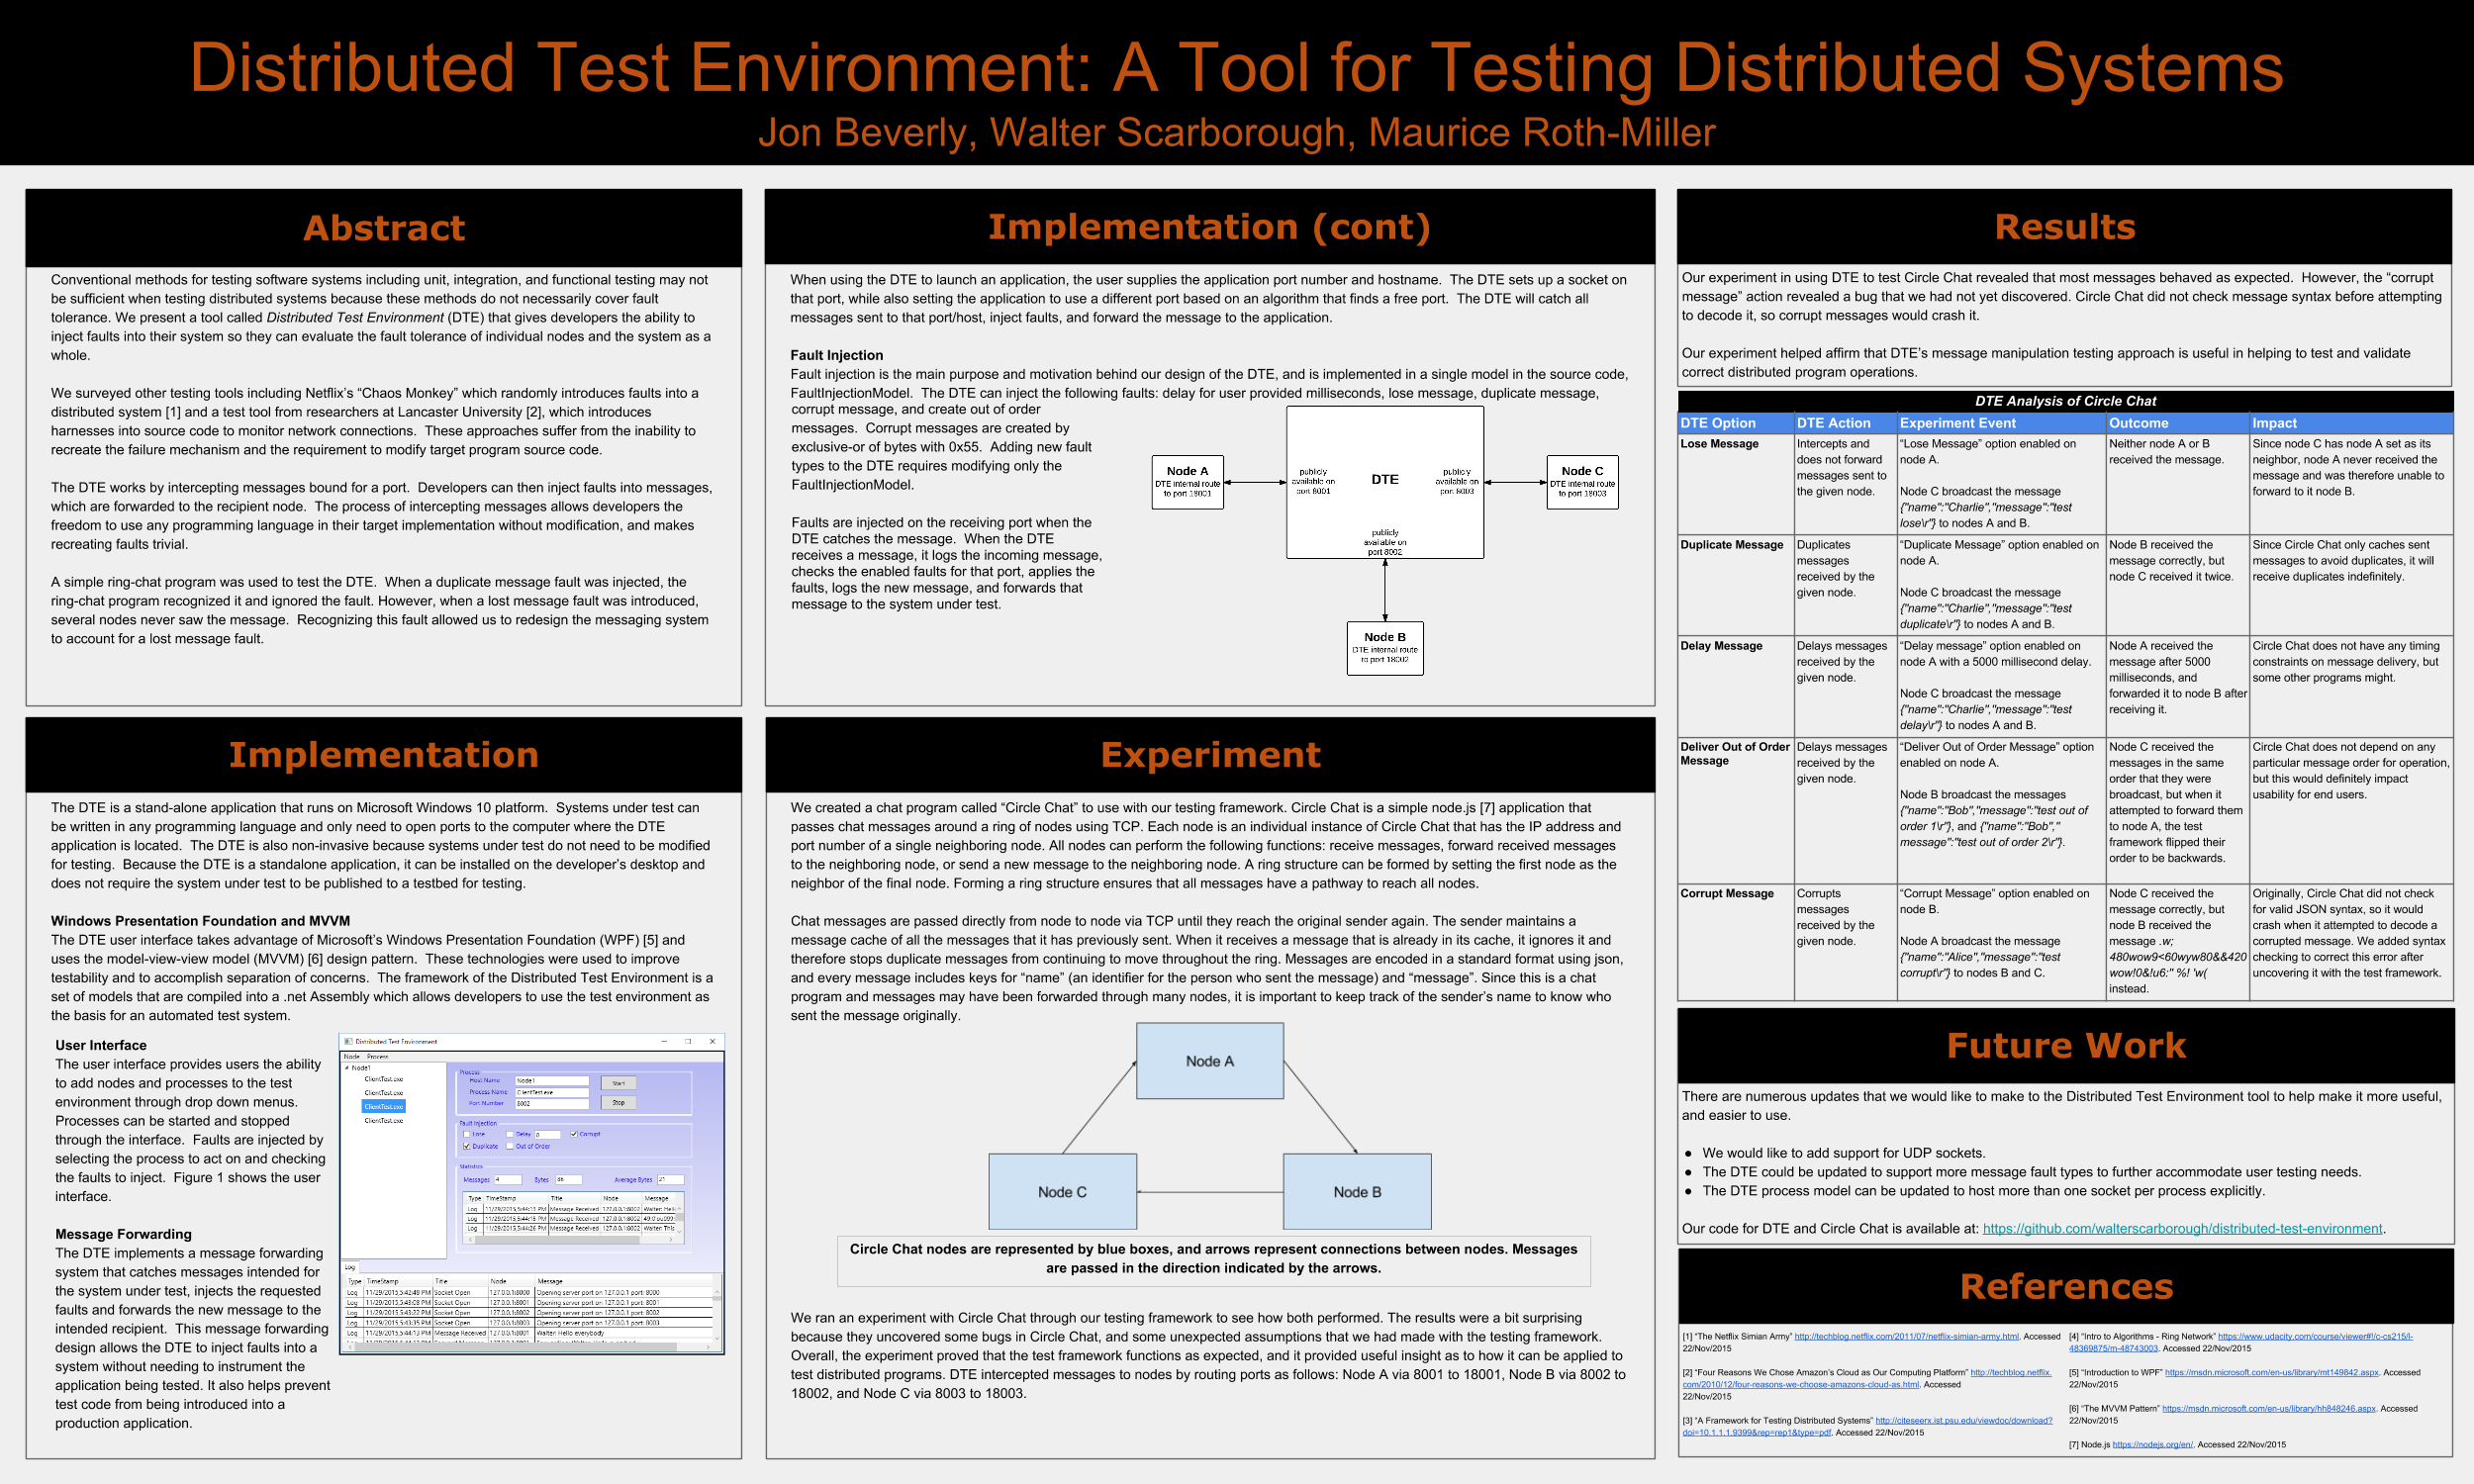 Distributed Test Environment: A Tool for Testing Distributed Systems
Jon Beverly, Walter Scarborough, Maurice Roth-Miller
Abstract
Conventional methods for testing software systems including unit, integration, and functional testing may not
be sufficient when testing distributed systems because these methods do not necessarily cover fault
tolerance. We present a tool called Distributed Test Environment (DTE) that gives developers the ability to
inject faults into their system so they can evaluate the fault tolerance of individual nodes and the system as a
whole.
We surveyed other testing tools including Netflix's “Chaos Monkey” which randomly introduces faults into a
distributed system [1] and a test tool from researchers at Lancaster University [2], which introduces
harnesses into source code to monitor network connections. These approaches suffer from the inability to
recreate the failure mechanism and the requirement to modify target program source code.
The DTE works by intercepting messages bound for a port. Developers can then inject faults into messages,
which are forwarded to the recipient node. The process of intercepting messages allows developers the
freedom to use any programming language in their target implementation without modification, and makes
recreating faults trivial.
A simple ring-chat program was used to test the DTE. When a duplicate message fault was injected, the
ring-chat program recognized it and ignored the fault. However, when a lost message fault was introduced,
several nodes never saw the message. Recognizing this fault allowed us to redesign the messaging system
to account for a lost message fault.
Implementation
The DTE is a stand-alone application that runs on Microsoft Windows 10 platform. Systems under test can
be written in any programming language and only need to open ports to the computer where the DTE
application is located. The DTE is also non-invasive because systems under test do not need to be modified
for testing. Because the DTE is a standalone application, it can be installed on the developer's desktop and
does not require the system under test to be published to a testbed for testing.
Windows Presentation Foundation and MVVM
The DTE user interface takes advantage of Microsoft's Windows Presentation Foundation (WPF) [5] and
uses the model-view-view model (MVVM) [6] design pattern. These technologies were used to improve
testability and to accomplish separation of concerns. The framework of the Distributed Test Environment is a
set of models that are compiled into a .net Assembly which allows developers to use the test environment as
the basis for an automated test system.
User Interface
The user interface provides users the ability
to add nodes and processes to the test
environment through drop down menus.
Processes can be started and stopped
through the interface. Faults are injected by
selecting the process to act on and checking
the faults to inject. Figure 1 shows the user
interface.
Message Forwarding
The DTE implements a message forwarding
system that catches messages intended for
the system under test, injects the requested
faults and forwards the new message to the
intended recipient. This message forwarding
design allows the DTE to inject faults into a
system without needing to instrument the
application being tested. It also helps prevent
test code from being introduced into a
production application.
Distributed Test Environment
Node Process
Node1
ClientTest.exe
ClientTest.exe
ClientTest.exe
ClientTest.exe
Process
Host Name Node1 Start
Process Name ClientTest.exe
Port Number 8002 Stop
Fault Injection
Lose Delay 0 Corrupt
Duplicate Out of Order
Statistics
Messages 4 Bytes 86 Average Bytes 21
Type TimeStamp Title Node Message
Log 11/29/2015,5:44:13 PM Message Received 127.0.0.1:8002 Walter: Hell
Log 11/29/2015,5:44:15 PM Message Received 127.0.0.1:8002
Log 11/29/2015,5:44:26 PM Message Received 127.0.0.1:8002 Walter: This
Log
Type TimeStamp Title Node Message
Log 11/29/2015,5:42:48 PM Socket Open 127.0.0.1:8000 Opening server port on 127.0.0.1 port: 8000
Log 11/29/2015,5:43:08 PM Socket Open 127.0.0.1:8001 Opening server port on 127.0.0.1 port: 8001
Log 11/29/2015,5:43:22 PM Socket Open 127.0.0.1:8002 Opening server port on 127.0.0.1 port: 8002
Log 11/29/2015,5:43:35 PM Socket Open 127.0.0.1:8003 Opening server port on 127.0.0.1 port: 8003
Log 11/29/2015,5:44:13 PM Message Received 127.0.0.1:8001 Walter: Hello everybody
Implementation (cont)
When using the DTE to launch an application, the user supplies the application port number and hostname. The DTE sets up a socket on
that port, while also setting the application to use a different port based on an algorithm that finds a free port. The DTE will catch all
messages sent to that port/host, inject faults, and forward the message to the application.
Fault Injection
Fault injection is the main purpose and motivation behind our design of the DTE, and is implemented in a single model in the source code,
FaultInjectionModel. The DTE can inject the following faults: delay for user provided milliseconds, lose message, duplicate message,
corrupt message, and create out of order
messages. Corrupt messages are created by
exclusive-or of bytes with 0x55. Adding new fault
types to the DTE requires modifying only the
FaultInjectionModel.
Faults are injected on the receiving port when the
DTE catches the message. When the DTE
receives a message, it logs the incoming message,
checks the enabled faults for that port, applies the
faults, logs the new message, and forwards that
message to the system under test.
Node A
DTE internal route
to port 18001
publicly
available on
port 8001
DTE
publicly
available on
port 8003
Node C
DTE internal route
to port 18003
publicly
available on
port 8002
Node B
DTE internal route
to port 18002
Experiment
We created a chat program called “Circle Chat” to use with our testing framework. Circle Chat is a simple node.js [7] application that
passes chat messages around a ring of nodes using TCP. Each node is an individual instance of Circle Chat that has the IP address and
port number of a single neighboring node. All nodes can perform the following functions: receive messages, forward received messages
to the neighboring node, or send a new message to the neighboring node. A ring structure can be formed by setting the first node as the
neighbor of the final node. Forming a ring structure ensures that all messages have a pathway to reach all nodes.
Chat messages are passed directly from node to node via TCP until they reach the original sender again. The sender maintains a
message cache of all the messages that it has previously sent. When it receives a message that is already in its cache, it ignores it and
therefore stops duplicate messages from continuing to move throughout the ring. Messages are encoded in a standard format using json,
and every message includes keys for “name” (an identifier for the person who sent the message) and “message”. Since this is a chat
program and messages may have been forwarded through many nodes, it is important to keep track of the sender's name to know who
sent the message originally.
Node A
Node C
Node B
Circle Chat nodes are represented by blue boxes, and arrows represent connections between nodes. Messages
are passed in the direction indicated by the arrows.
We ran an experiment with Circle Chat through our testing framework to see how both performed. The results were a bit surprising
because they uncovered some bugs in Circle Chat, and some unexpected assumptions that we had made with the testing framework.
Overall, the experiment proved that the test framework functions as expected, and it provided useful insight as to how it can be applied to
test distributed programs. DTE intercepted messages to nodes by routing ports as follows: Node A via 8001 to 18001, Node B via 8002 to
18002, and Node C via 8003 to 18003.
Results
Our experiment in using DTE to test Circle Chat revealed that most messages behaved as expected. However, the “corrupt
message” action revealed a bug that we had not yet discovered. Circle Chat did not check message syntax before attempting
to decode it, so corrupt messages would crash it.
Our experiment helped affirm that DTE's message manipulation testing approach is useful in helping to test and validate
correct distributed program operations.
DTE Analysis of Circle Chat
DTE Option DTE Action Experiment Event Outcome Impact
Lose Message
Intercepts and
does not forward
messages sent to
the given node.
“Lose Message” option enabled on
node A.
Node C broadcast the message
{"name":"Charlie","message":"test
lose\r"} to nodes A and B.
Neither node A or B
received the message.
Since node C has node A set as its
neighbor, node A never received the
message and was therefore unable to
forward to it node B.
Duplicate Message
Duplicates
messages
received by the
given node.
“Duplicate Message” option enabled on
node A.
Node C broadcast the message
{"name":"Charlie","message":"test
duplicate\r"} to nodes A and B.
Node B received the
message correctly, but
node C received it twice.
Since Circle Chat only caches sent
messages to avoid duplicates, it will
receive duplicates indefinitely.
Delay Message
Delays messages
received by the
given node.
“Delay message” option enabled on
node A with a 5000 millisecond delay.
Node C broadcast the message
{"name":"Charlie","message":"test
delay\r"} to nodes A and B.
Node A received the
message after 5000
milliseconds, and
forwarded it to node B after
receiving it.
Circle Chat does not have any timing
constraints on message delivery, but
some other programs might.
Deliver Out of Order
Message
Delays messages
received by the
given node.
“Deliver Out of Order Message” option
enabled on node A.
Node B broadcast the messages
{"name":"Bob","message":"test out of
order 1\r"}, and {"name":"Bob","
message":"test out of order 2\r"}.
Node C received the
messages in the same
order that they were
broadcast, but when it
attempted to forward them
to node A, the test
framework flipped their
order to be backwards.
Circle Chat does not depend on any
particular message order for operation,
but this would definitely impact
usability for end users.
Corrupt Message
Corrupts
messages
received by the
given node.
“Corrupt Message” option enabled on
node B.
Node A broadcast the message
{"name":"Alice","message":"test
corrupt\r"} to nodes B and C.
Node C received the
message correctly, but
node B received the
message .w;
480wow9<60wyw80&&420
wow!0&!u6:" %! 'w(
instead.
Originally, Circle Chat did not check
for valid JSON syntax, so it would
crash when it attempted to decode a
corrupted message. We added syntax
checking to correct this error after
uncovering it with the test framework.
Future Work
There are numerous updates that we would like to make to the Distributed Test Environment tool to help make it more useful,
and easier to use.
● We would like to add support for UDP sockets.
● The DTE could be updated to support more message fault types to further accommodate user testing needs.
● The DTE process model can be updated to host more than one socket per process explicitly.
Our code for DTE and Circle Chat is available at: https://github.com/walterscarborough/distributed-test-environment.
References
[1] “The Netflix Simian Army” http://techblog.netflix.com/2011/07/netflix-simian-army.html. Accessed
22/Nov/2015
[2] “Four Reasons We Chose Amazon's Cloud as Our Computing Platform” http://techblog.netflix.
com/2010/12/four-reasons-we-choose-amazons-cloud-as.html. Accessed
22/Nov/2015
[3] “A Framework for Testing Distributed Systems” http://citeseerx.ist.psu.edu/viewdoc/download?
doi=10.1.1.1.9399&rep=rep1&type=pdf. Accessed 22/Nov/2015
[4] “Intro to Algorithms - Ring Network” https://www.udacity.com/course/viewer#!/c-cs215/l-
48369875/m-48743003. Accessed 22/Nov/2015
[5] “Introduction to WPF” https://msdn.microsoft.com/en-us/library/mt149842.aspx. Accessed
22/Nov/2015
[6] “The MVVM Pattern” https://msdn.microsoft.com/en-us/library/hh848246.aspx. Accessed
22/Nov/2015
[7] Node.js https://nodejs.org/en/. Accessed 22/Nov/2015